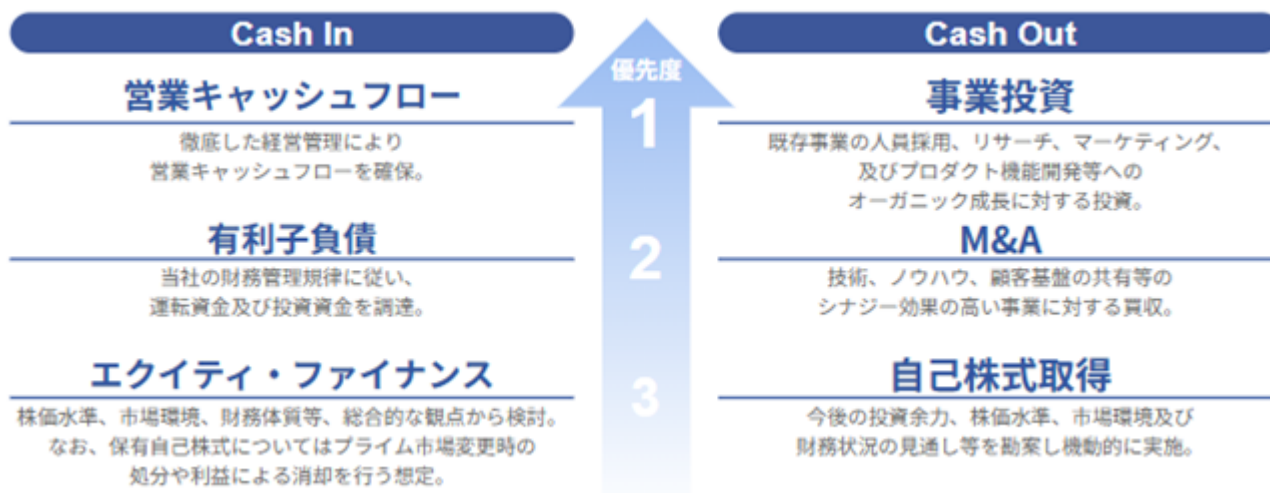 Cash In
営業キャッシュフロー
徹底した経営管理により
営業キャッシュフローを確保。
有利子負債
当社の財務管理規律に従い、
運転資金及び投資資金を調達。
エクイティ・ファイナンス
株価水準、市場環境、財務体質等、総合的な観点から検討。
なお、保有自己株式についてはプライム市場変更時の
処分や利益による消却を行う想定。
優先度
1
2
3
Cash Out
事業投資
既存事業の人員採用、リサーチ、マーケティング、
及びプロダクト機能開発等への
オーガニック成長に対する投資。
M&A
技術、ノウハウ、顧客基盤の共有等の
シナジー効果の高い事業に対する買収。
自己株式取得
今後の投資余力、株価水準、市場環境及び
財務状況の見通し等を勘案し機動的に実施。